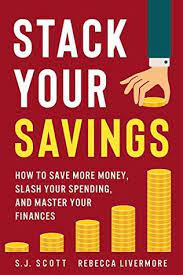 STACK
YOUR
SAVINGS
HOW TO SAVE MORE MONEY,
SLASH YOUR SPENDING,
AND MASTER YOUR
FINANCES
S.J. SCOTT REBECCA LIVERMORE